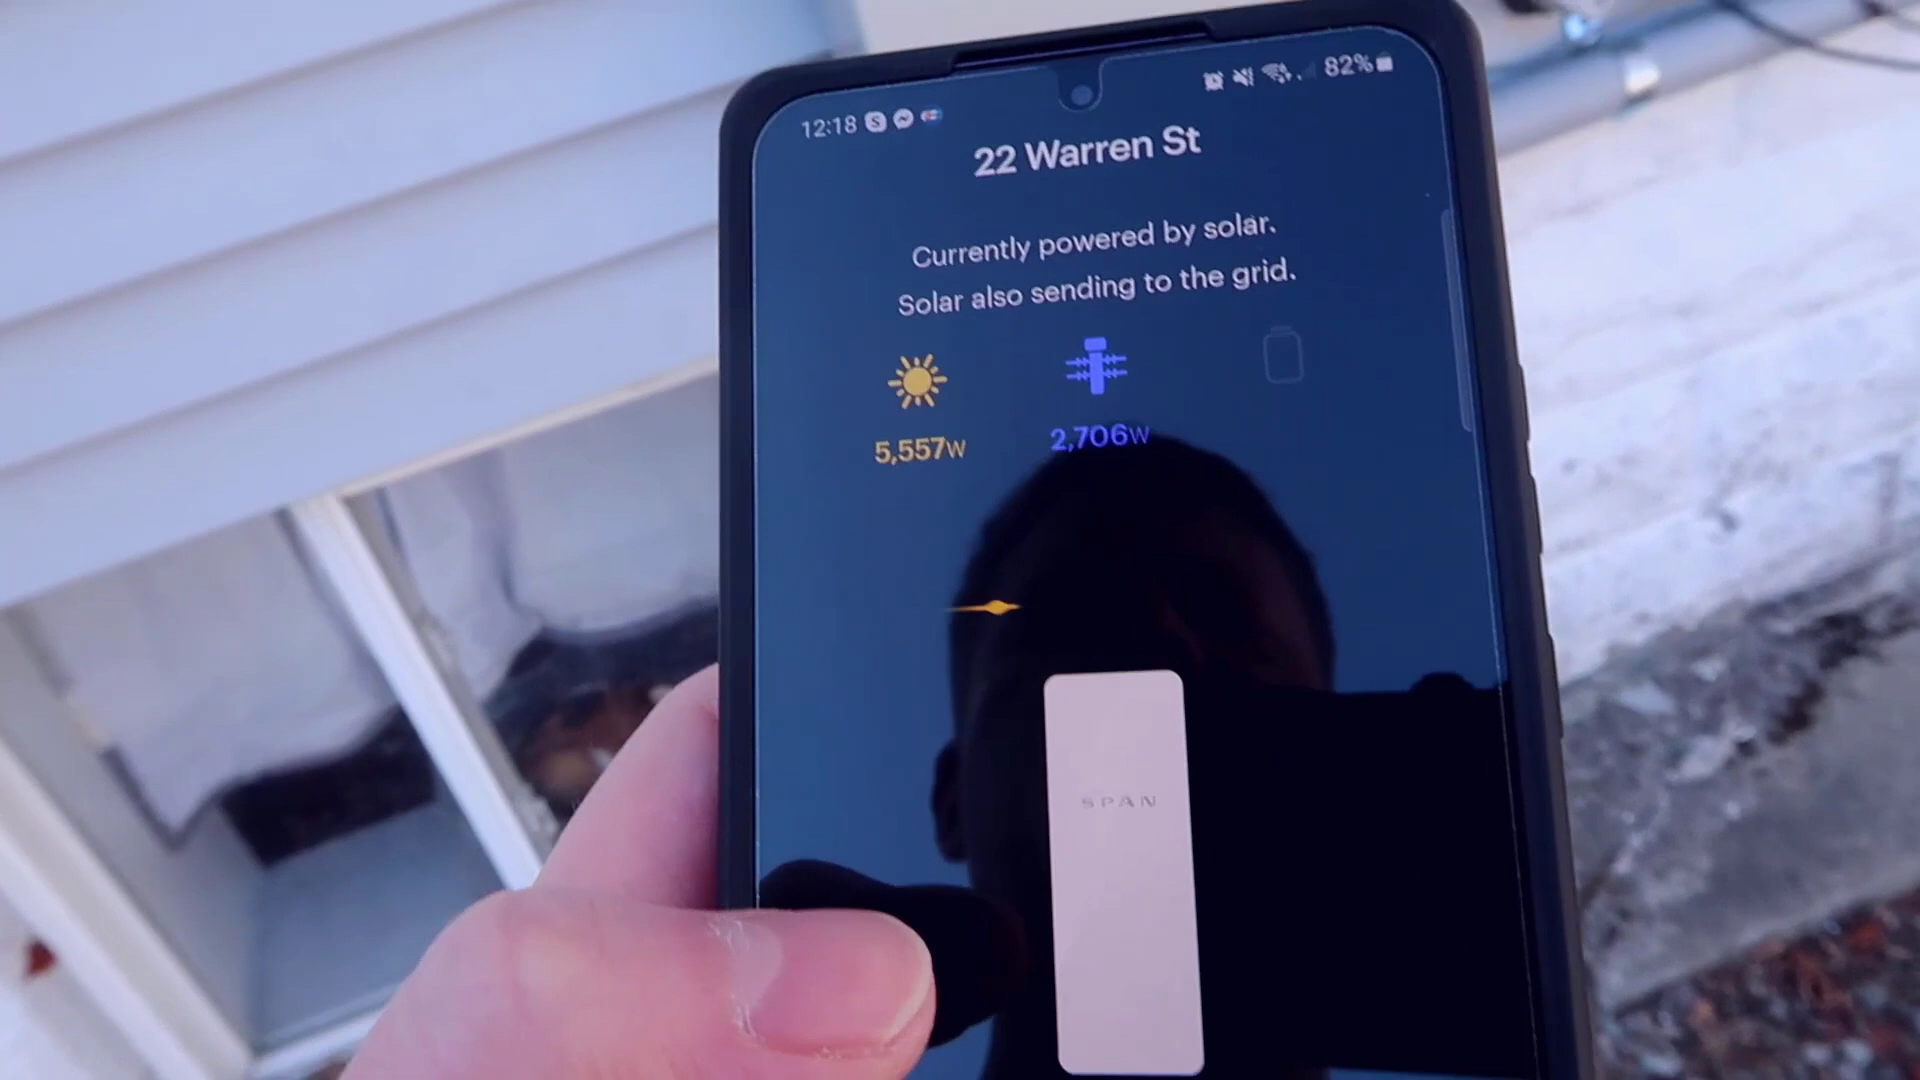 12:18
82%
22 Warren St
Currently powered by solar.
Solar also sending to the grid.
5,557W
2,706W
SPAN